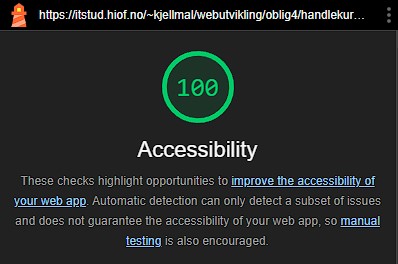 https://itstud.hiof.no/~kjellmal/webutvikling/oblig4/handlekur...
100
Accessibility
These checks highlight opportunities to improve the accessibility of
your web app. Automatic detection can only detect a subset of issues
and does not guarantee the accessibility of your web app, so manual
testing is also encouraged.